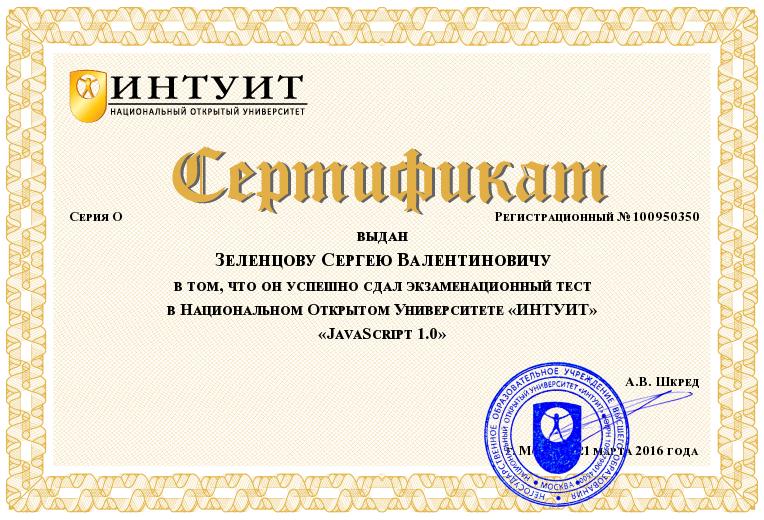 ИНТУИТ
НАЦИОНАЛЬНЫЙ ОТКРЫТЫЙ УНИВЕРСИТЕТ
Сертификат
Серия О
Регистрационный № 100950350
выдан
Зеленцову Сергею Валентиновичу
в том, что он успешно сдал экзаменационный тест
в Национальном Открытом Университете «ИНТУИТ»
«JavaScript 1.0»
А.В. Шкред
НЕГОСУДАРСТВЕННОЕ ОБРАЗОВАТЕЛЬНОЕ УЧРЕЖДЕНИЕ ВЫСШЕГО ОБРАЗОВАНИЯ
НАЦИОНАЛЬНЫЙ ОТКРЫТЫЙ УНИВЕРСИТЕТ «ИНТУИТ»
МОСКВА
21 марта 2016 года